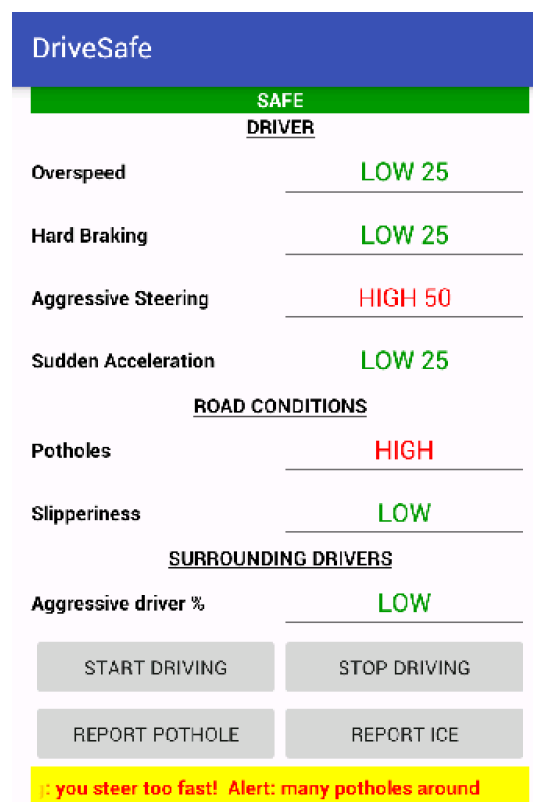 DriveSafe
SAFE
DRIVER
Overspeed LOW 25
Hard Braking LOW 25
Aggressive Steering HIGH 50
Sudden Acceleration LOW 25
ROAD CONDITIONS
Potholes HIGH
Slipperiness LOW
SURROUNDING DRIVERS
Aggressive driver % LOW
START DRIVING STOP DRIVING
REPORT POTHOLE REPORT ICE
: you steer too fast! Alert: many potholes around